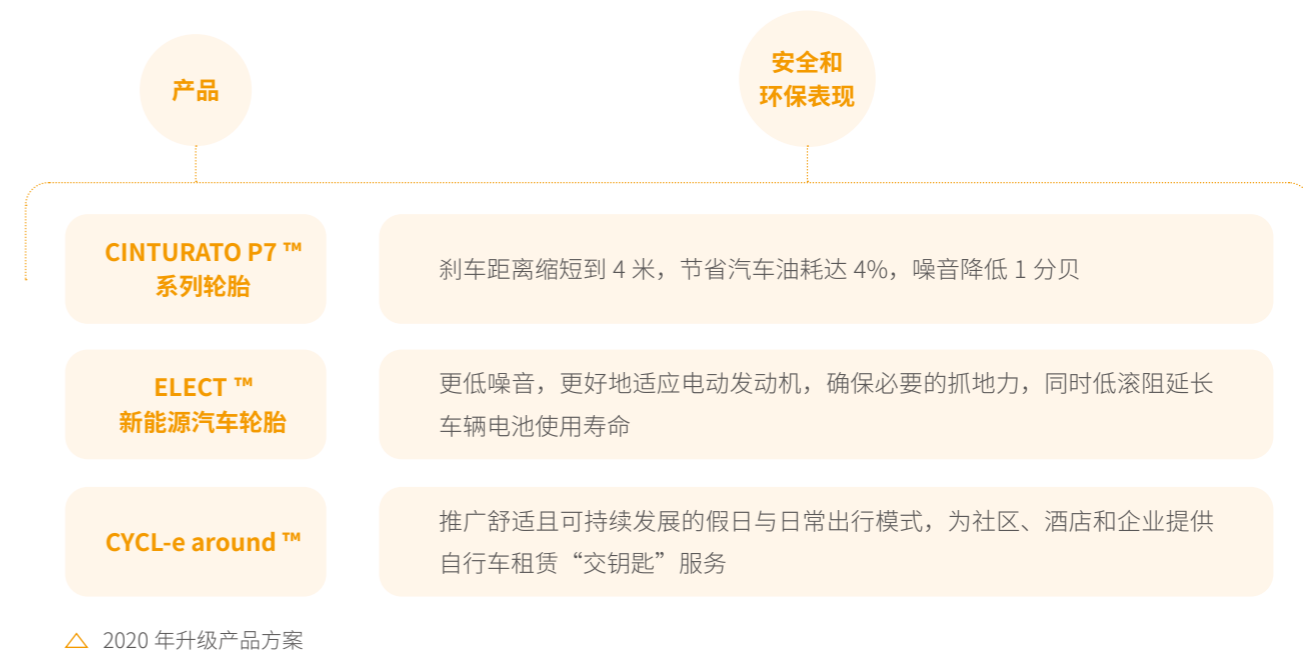 产品
安全和
环保表现
CINTURATO P7 ™
系列轮胎
刹车距离缩短到 4 米，节省汽车油耗达 4%，噪音降低 1 分贝
ELECT ™
新能源汽车轮胎
更低噪音，更好地适应电动发动机，确保必要的抓地力，同时低滚阻延长
车辆电池使用寿命
CYCL-e around ™
推广舒适且可持续发展的假日与日常出行模式，为社区、酒店和企业提供
自行车租赁“交钥匙”服务
2020 年升级产品方案